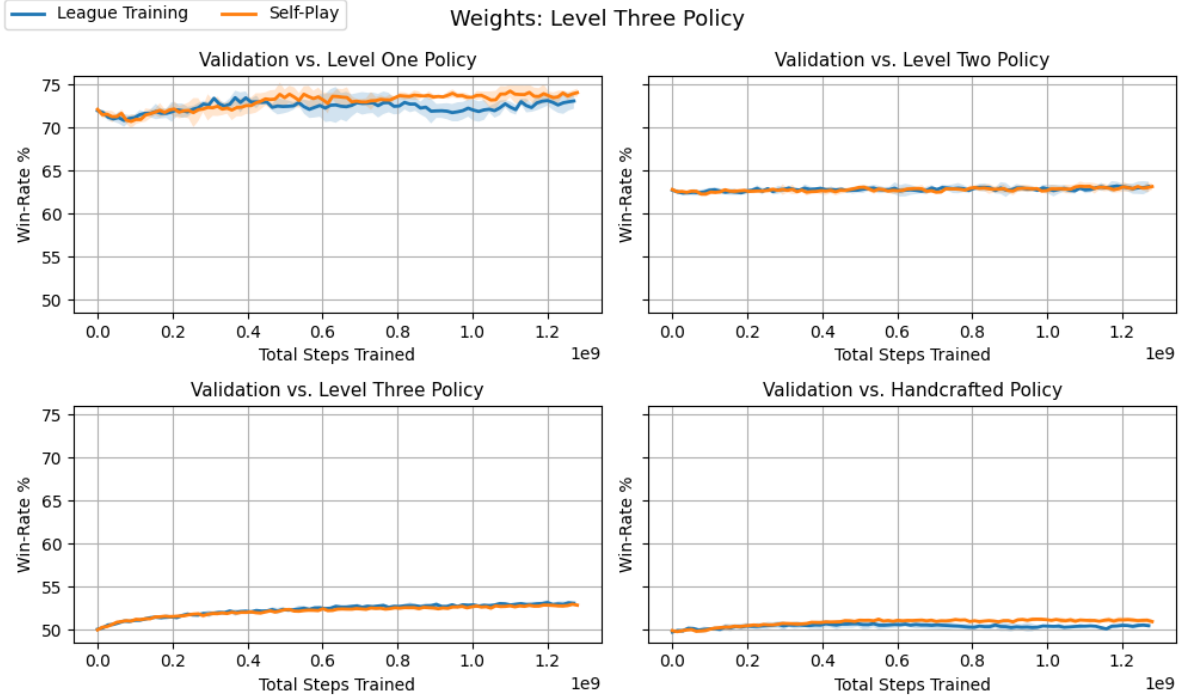 League Training Self-Play
Weights: Level Three Policy
Validation vs. Level One Policy
75
70
65
60
55
50
Win-Rate %
0.0 0.2 0.4 0.6 0.8 1.0 1.2
Total Steps Trained
1e9
Validation vs. Level Two Policy
Win-Rate %
0.0 0.2 0.4 0.6 0.8 1.0 1.2
Total Steps Trained
1e9
Validation vs. Level Three Policy
75
70
65
60
55
50
Win-Rate %
0.0 0.2 0.4 0.6 0.8 1.0 1.2
Total Steps Trained
1e9
Validation vs. Handcrafted Policy
Win-Rate %
0.0 0.2 0.4 0.6 0.8 1.0 1.2
Total Steps Trained
1e9